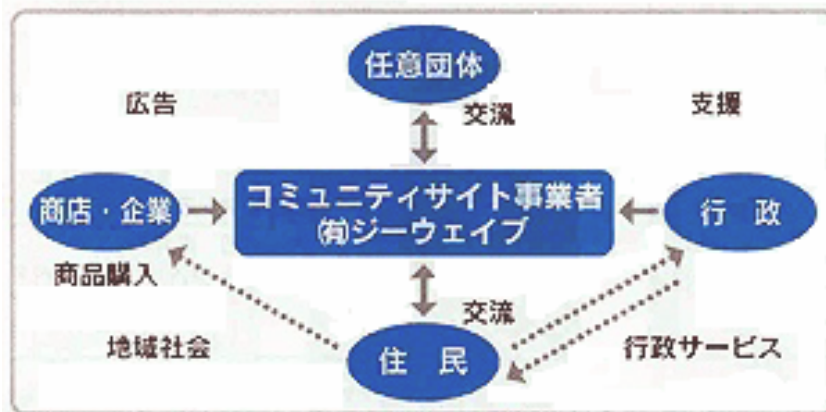 任意団体
広告
交流
支援
コミュニティサイト事業者
㈲ジーウェイブ
商店・企業
行 政
商品購入
交流
地域社会
住 民
行政サービス